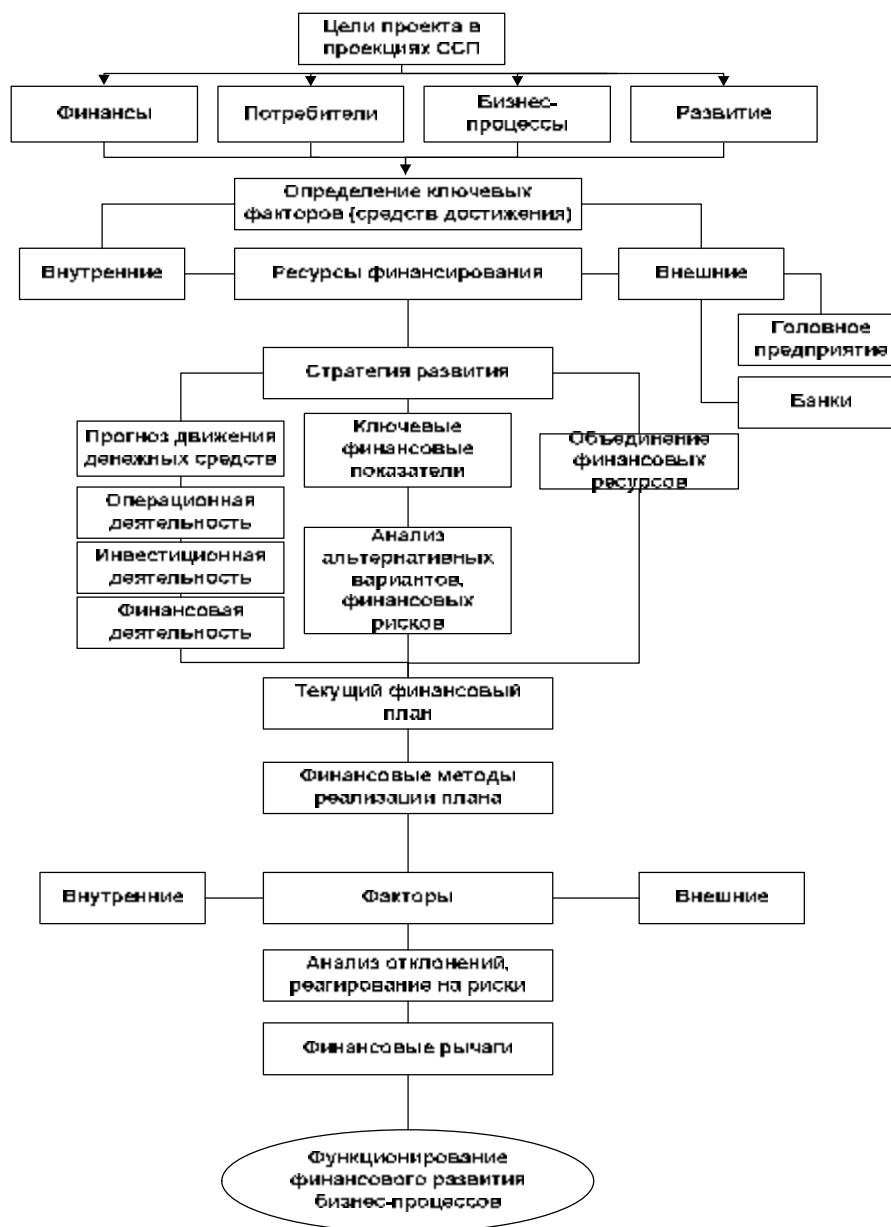 Цели проекта в
проекциях ССП
Финансы
Потребители
Бизнес-
процессы
Развитие
Определение ключевых
факторов (средств достижения)
Внутренние
Ресурсы финансирования
Внешние
Головное
предприятие
Банки
Стратегия развития
Прогноз движения
денежных средств
Ключевые
финансовые
показатели
Объединение
финансовых
ресурсов
Операционная
деятельность
Инвестиционная
деятельность
Финансовая
деятельность
Анализ
альтернативных
вариантов,
финансовых
рисков
Текущий финансовый
план
Финансовые методы
реализации плана
Внутренние
Факторы
Внешние
Анализ отклонений,
реагирование на риски
Финансовые рычаги
Функционирование
финансового развития
бизнес-процессов